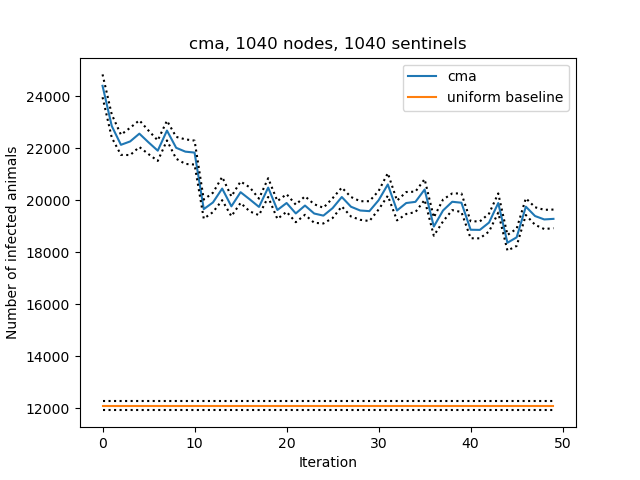 cma, 1040 nodes, 1040 sentinels
cma
uniform baseline
Number of infected animals
24000
22000
20000
18000
16000
14000
12000
0 10 20 30 40 50
Iteration